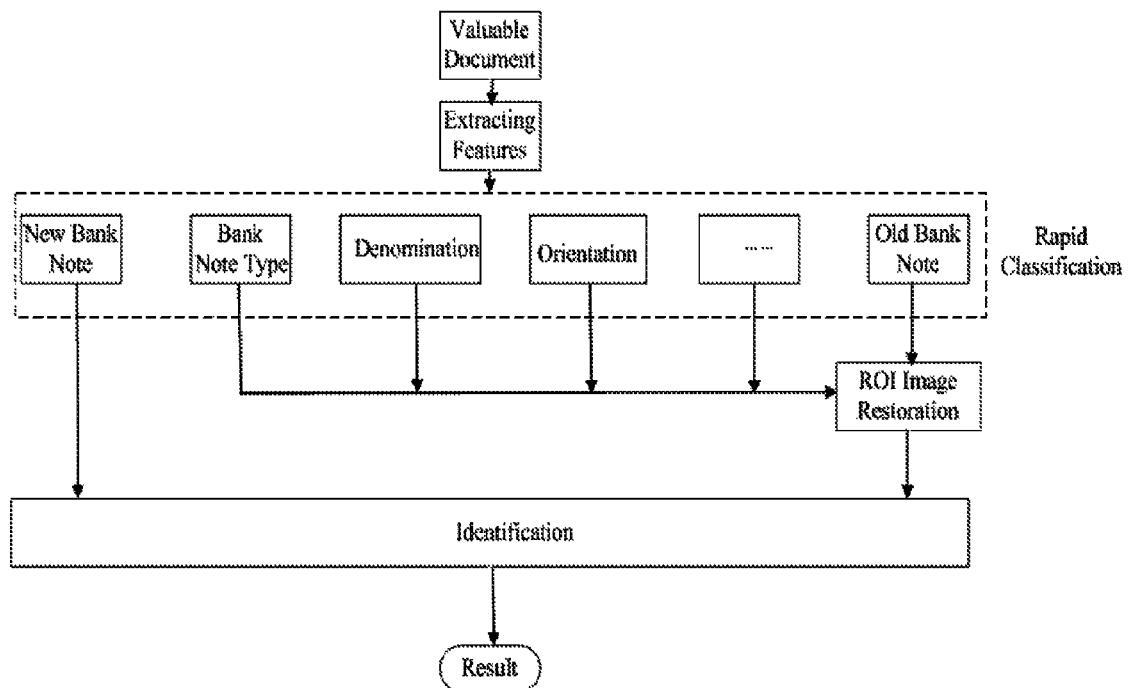 Valuable
Document
Extracting
Features
New Bank
Note
Bank
Note Type
Denomination
Orientation
... ...
Old Bank
Note
Rapid
Classification
ROI Image
Restoration
Identification
Result